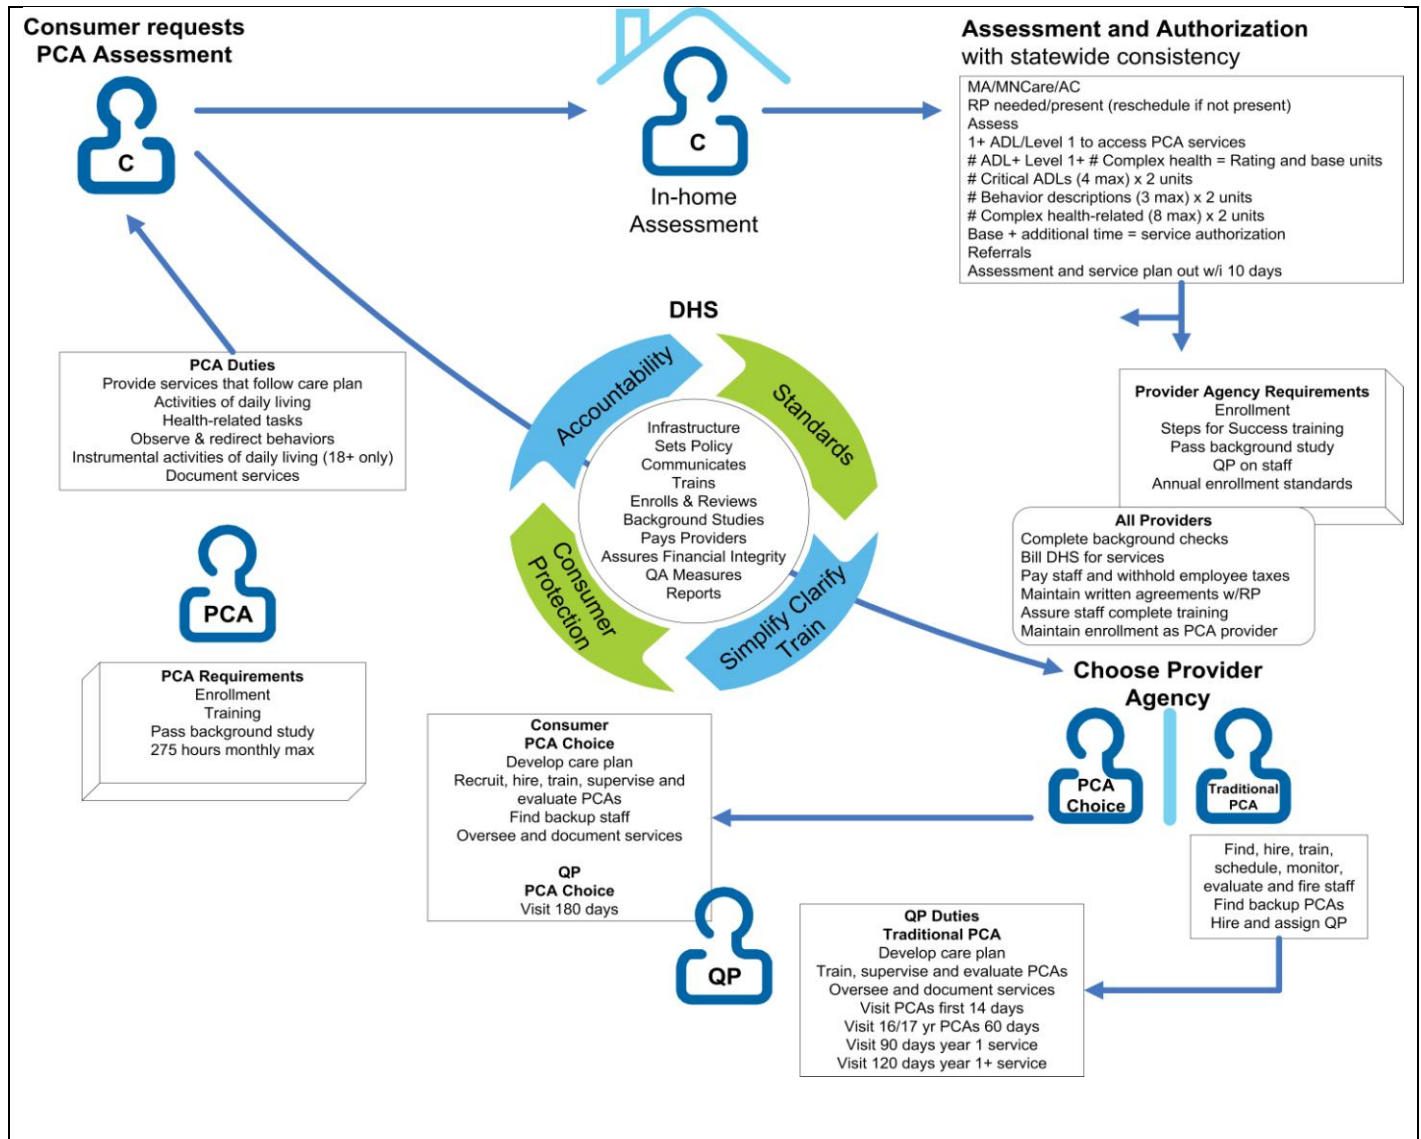 Consumer requests
PCA Assessment
C
C
In-home
Assessment
Assessment and Authorization
with statewide consistency
MA/MNCare/AC
RP needed/present (reschedule if not present)
Assess
1+ ADL/Level 1 to access PCA services
# ADL+ Level 1+ # Complex health = Rating and base units
# Critical ADLs (4 max) x 2 units
# Behavior descriptions (3 max) x 2 units
# Complex health-related (8 max) x 2 units
Base + additional time = service authorization
Referrals
Assessment and service plan out w/i 10 days
DHS
Accountability
Standards
Simplify Clarify
Train
Consumer
Protection
Infrastructure
Sets Policy
Communicates
Trains
Enrolls & Reviews
Background Studies
Pays Providers
Assures Financial Integrity
QA Measures
Reports
PCA Duties
Provide services that follow care plan
Activities of daily living
Health-related tasks
Observe & redirect behaviors
Instrumental activities of daily living (18+ only)
Document services
PCA
PCA Requirements
Enrollment
Training
Pass background study
275 hours monthly max
Provider Agency Requirements
Enrollment
Steps for Success training
Pass background study
QP on staff
Annual enrollment standards
All Providers
Complete background checks
Bill DHS for services
Pay staff and withhold employee taxes
Maintain written agreements w/RP
Assure staff complete training
Maintain enrollment as PCA provider
Choose Provider
Agency
PCA
Choice
Traditional
PCA
Consumer
PCA Choice
Develop care plan
Recruit, hire, train, supervise and
evaluate PCAs
Find backup staff
Oversee and document services
QP
PCA Choice
Visit 180 days
QP
Find, hire, train,
schedule, monitor,
evaluate and fire staff
Find backup PCAs
Hire and assign QP
QP Duties
Traditional PCA
Develop care plan
Train, supervise and evaluate PCAs
Oversee and document services
Visit PCAs first 14 days
Visit 16/17 yr PCAs 60 days
Visit 90 days year 1 service
Visit 120 days year 1+ service